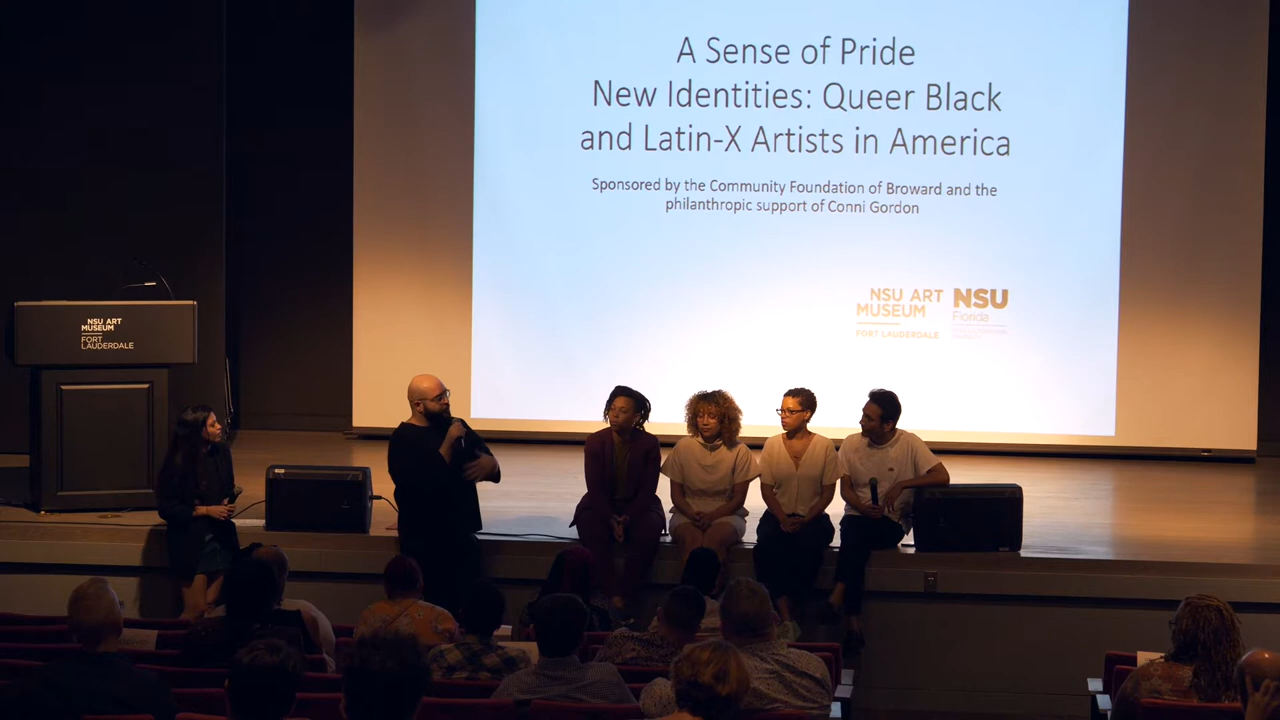 A Sense of Pride
New Identities: Queer Black
and Latin-X Artists in America
Sponsored by the Community Foundation of Broward and the
philanthropic support of Conni Gordon
NSU ART
MUSEUM
FORT LAUDERDALE
NSU
Florida
NSU ART
MUSEUM
FORT
LAUDERDALE